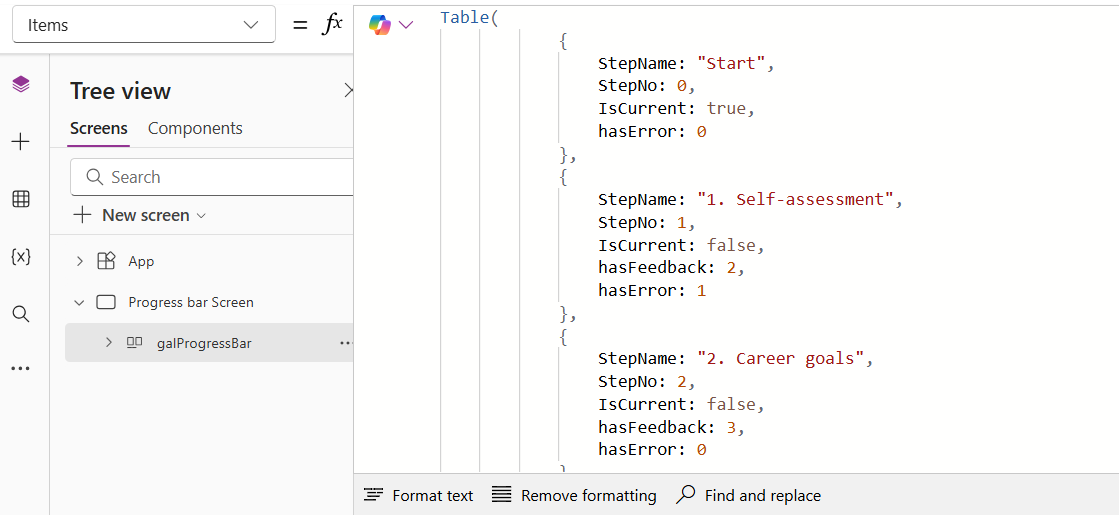 Items
= fx
Table(
{
StepName: "Start",
StepNo: 0,
IsCurrent: true,
hasError: 0
},
{
StepName: "1. Self-assessment",
StepNo: 1,
IsCurrent: false,
hasFeedback: 2,
hasError: 1
},
{
StepName: "2. Career goals",
StepNo: 2,
IsCurrent: false,
hasFeedback: 3,
hasError: 0
}
Tree view
Screens Components
Search
New screen
App
Progress bar Screen
galProgressBar
{x}
Format text Remove formatting Find and replace